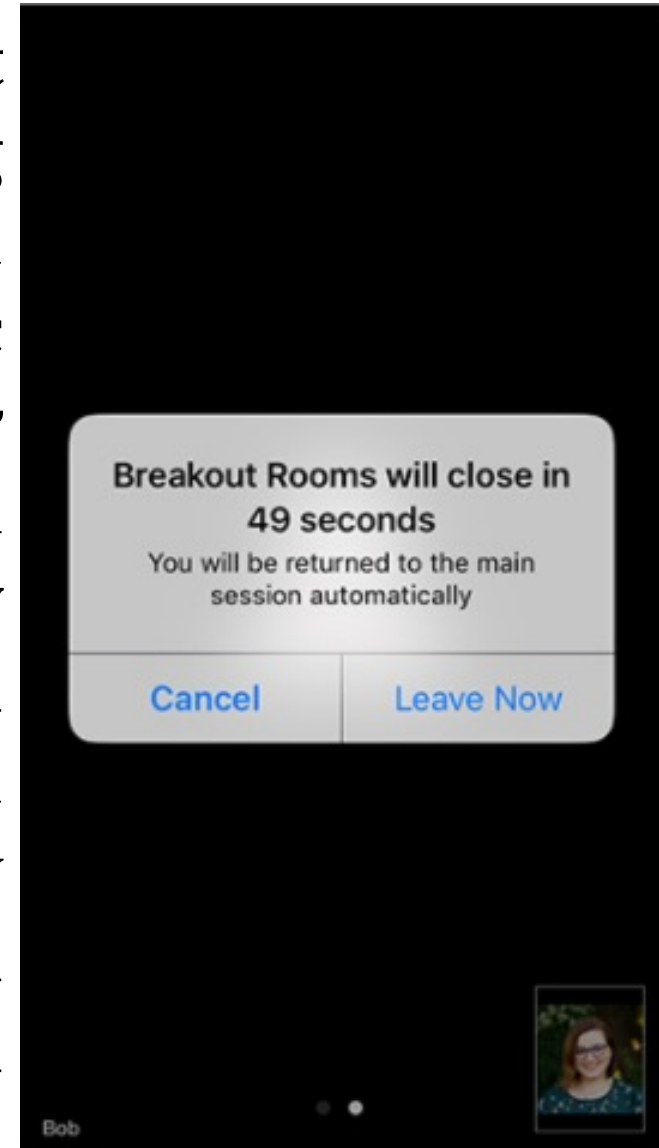 Breakout Rooms will close in
49 seconds
You will be returned to the main
session automatically
Cancel
Leave Now
Bob